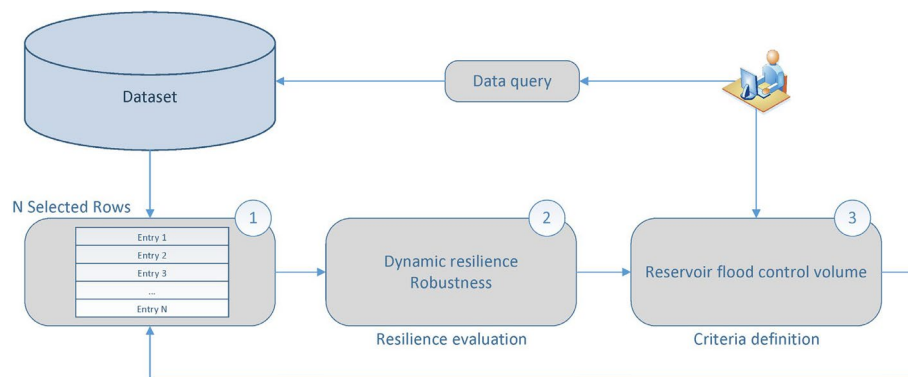 Dataset
Data query
N Selected Rows
1
Entry 1
Entry 2
Entry 3
...
Entry N
2
Dynamic resilience
Robustness
Resilience evaluation
3
Reservoir flood control volume
Criteria definition